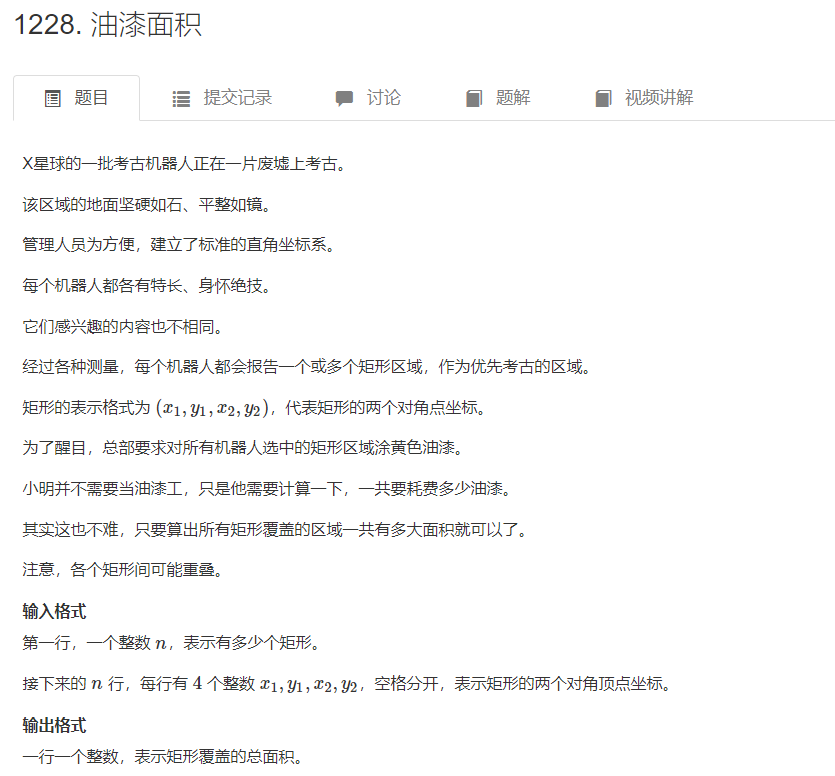 1228. 油漆面积
题目 提交记录 讨论 题解 视频讲解
X星球的一批考古机器人正在一片废墟上考古。
该区域的地面坚硬如石、平整如镜。
管理人员为方便，建立了标准的直角坐标系。
每个机器人都各有特长、身怀绝技。
它们感兴趣的内容也不相同。
经过各种测量，每个机器人都会报告一个或多个矩形区域，作为优先考古的区域。
矩形的表示格式为 (x₁, y₁, x₂, y₂)，代表矩形的两个对角点坐标。
为了醒目，总部要求对所有机器人选中的矩形区域涂黄色油漆。
小明并不需要当油漆工，只是他需要计算一下，一共要耗费多少油漆。
其实这也不难，只要算出所有矩形覆盖的区域一共有多大面积就可以了。
注意，各个矩形间可能重叠。
输入格式
第一行，一个整数 n，表示有多少个矩形。
接下来的 n 行，每行有 4 个整数 x₁, y₁, x₂, y₂，空格分开，表示矩形的两个对角顶点坐标。
输出格式
一行一个整数，表示矩形覆盖的总面积。